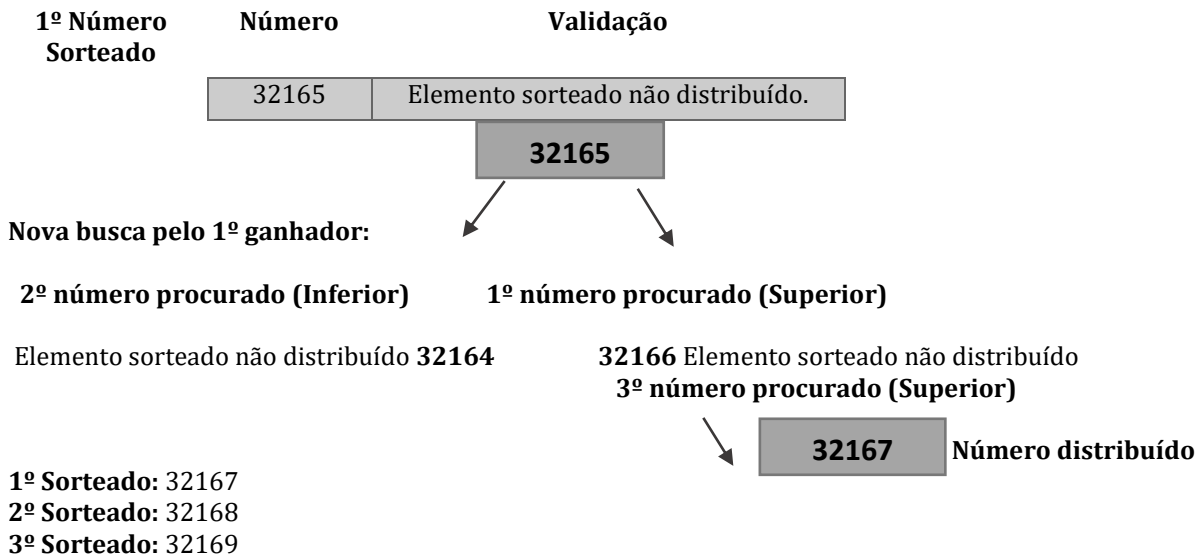 1º Número Número Validação
Sorteado
32165 Elemento sorteado não distribuído.
32165
Nova busca pelo 1º ganhador:
2º número procurado (Inferior) 1º número procurado (Superior)
Elemento sorteado não distribuído 32164 32166 Elemento sorteado não distribuído
3º número procurado (Superior)
32167 Número distribuído
1º Sorteado: 32167
2º Sorteado: 32168
3º Sorteado: 32169